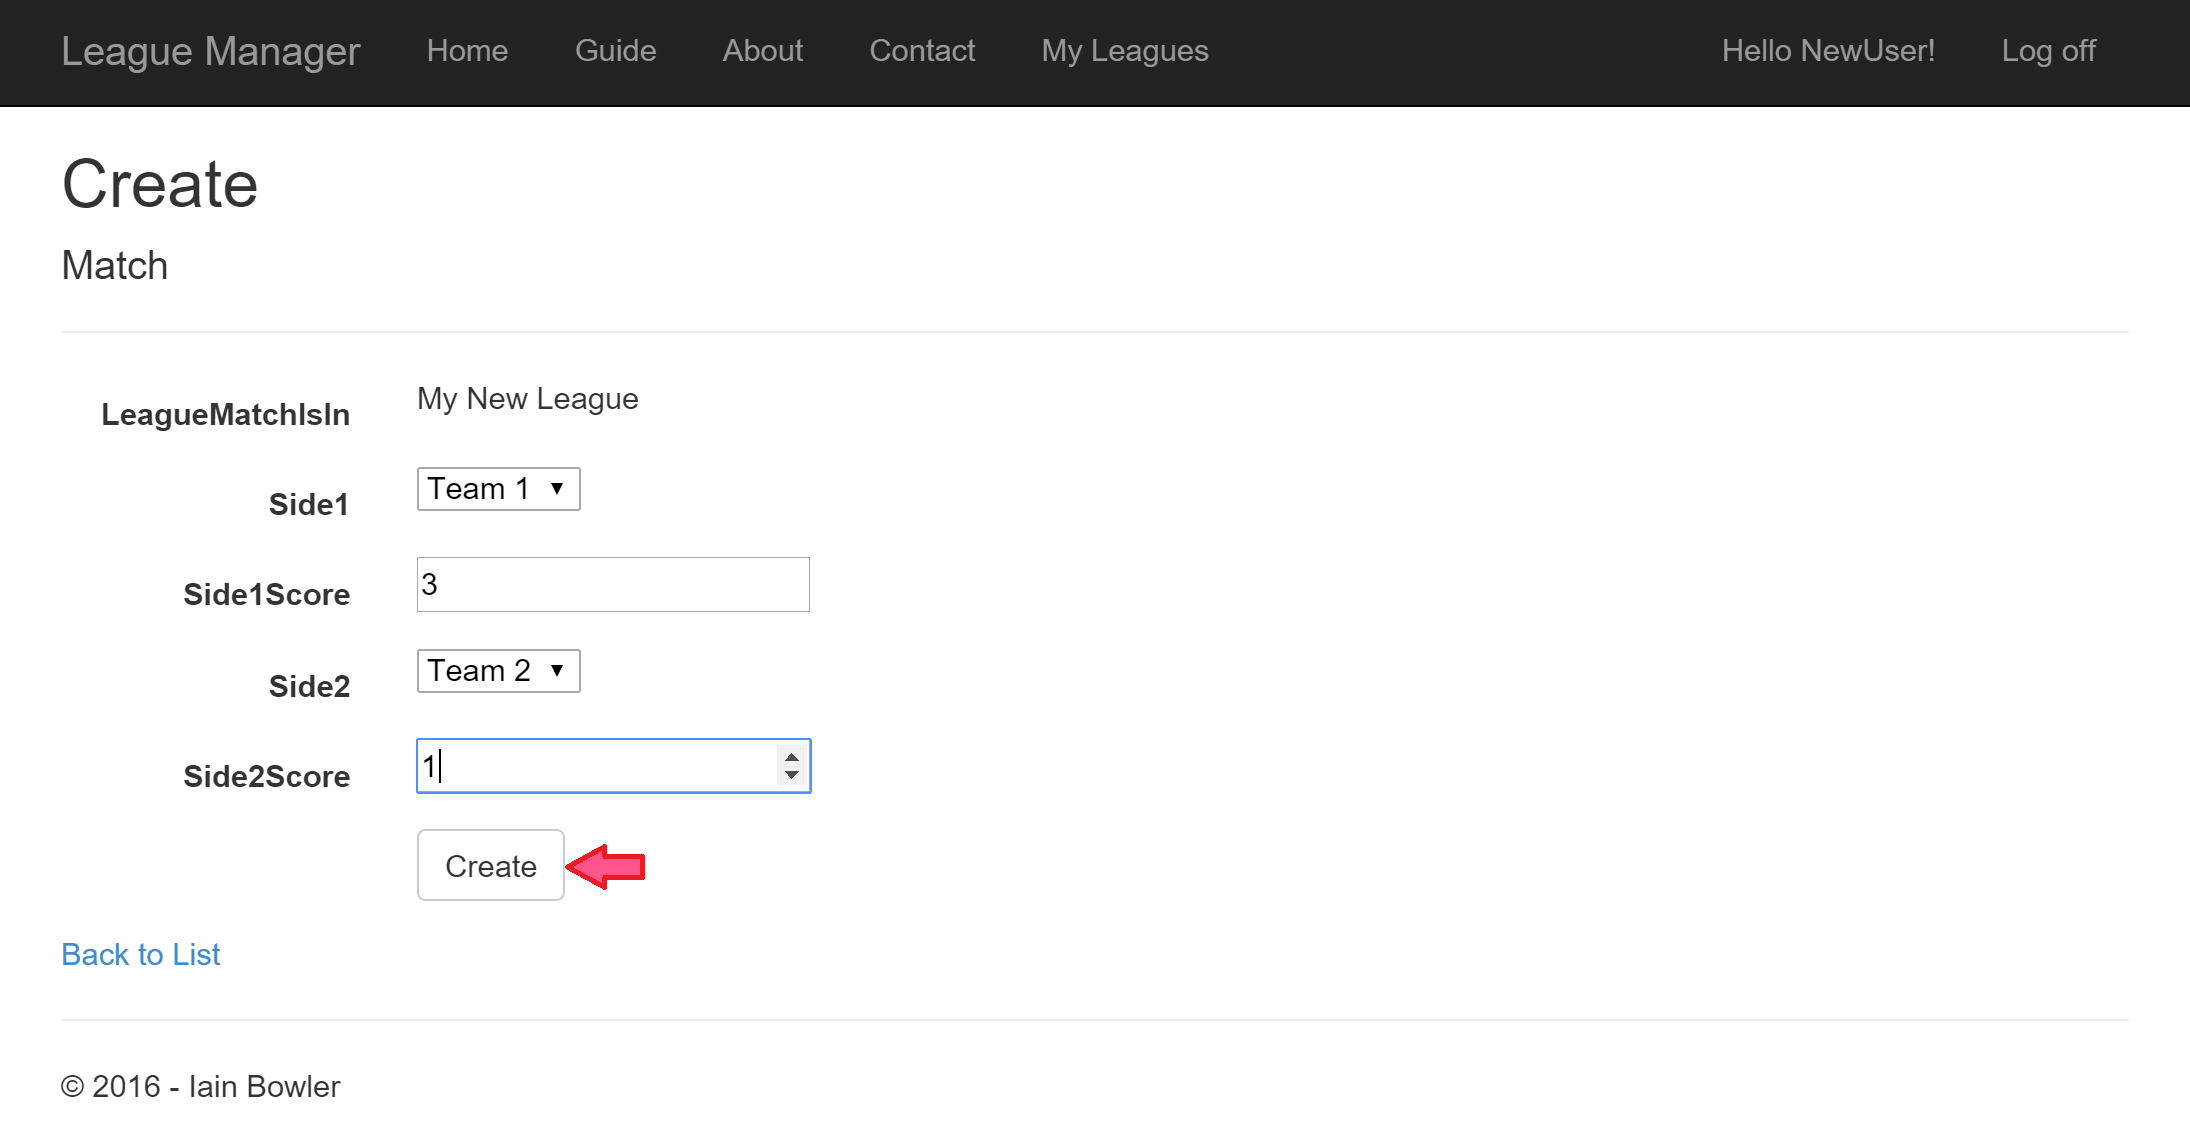 League Manager Home Guide About Contact My Leagues Hello NewUser! Log off
Create
Match
LeagueMatchIsIn My New League
Side1 Team 1
Side1Score 3
Side2 Team 2
Side2Score 1
Create
Back to List
© 2016 - Iain Bowler